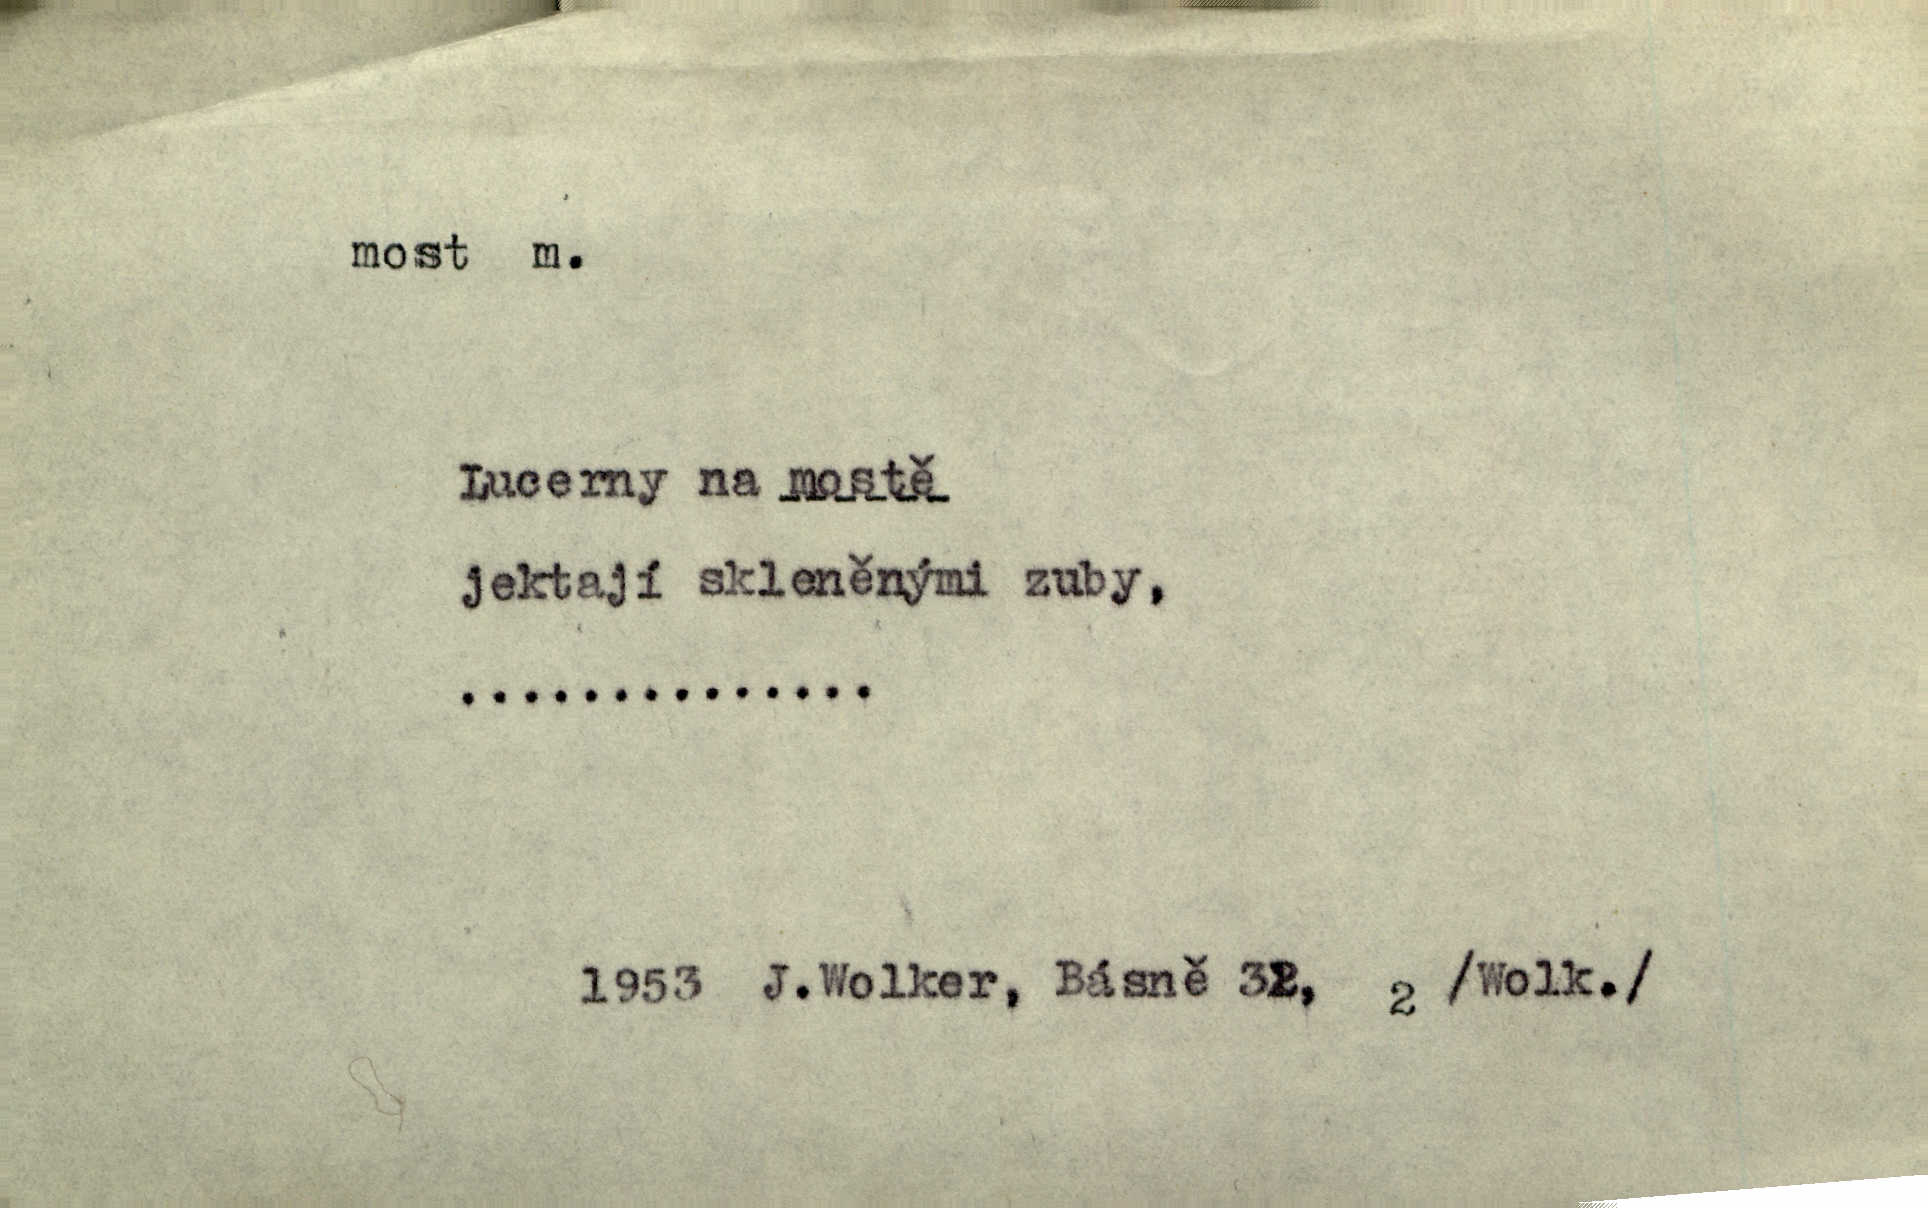 most m.
Lucerny na mostě
jektají skleněnými zuby,
..............
1953 J.Wolker, Básně 32, 2 /Wolk./